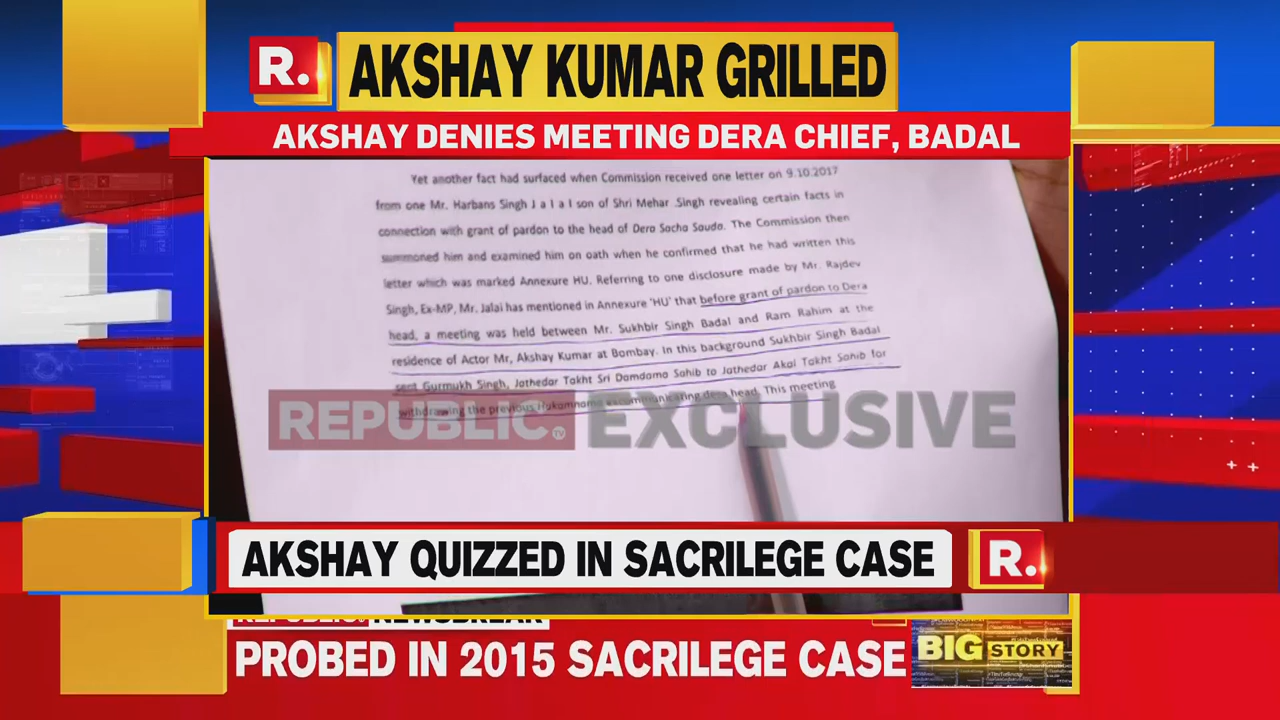 R.
AKSHAY KUMAR GRILLED
AKSHAY DENIES MEETING DERA CHIEF, BADAL
Yet another fact had surfaced when Commission received one letter on 9.10.2017
from one Mr. Harbans Singh J a l a l son of Shri Mehar .Singh revealing certain facts in
connection with grant of pardon to the head of Dera Sacha Sauda. The Commission then
summoned him and examined him on oath when he confirmed that he had written this
letter which was marked Annexure HU. Referring to one disclosure made by Mr. Rajdev
Singh, Ex-MP, Mr. Jalal has mentioned in Annexure 'HU' that before grant of pardon to Dera
head, a meeting was held between Mr. Sukhbir Singh Badal and Ram Rahim at the
residence of Actor Mr, Akshay Kumar at Bombay. In this background Sukhbir Singh Badal
sent Gurmukh Singh, Jathedar Takht Sri Damdama Sahib to Jathedar Akal Takht Sahib for
withdrawing the previous Hukamnama excommunicating dera head. This meeting
REPUBLIC. TV EXCLUSIVE
AKSHAY QUIZZED IN SACRILEGE CASE
R.
REPUBLIC. NEWSBREAK
PROBED IN 2015 SACRILEGE CASE
BIG STORY